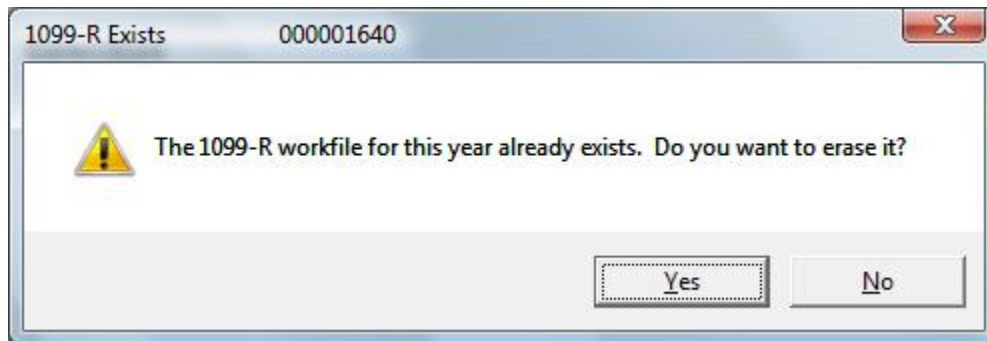 1099-R Exists 000001640
The 1099-R workfile for this year already exists. Do you want to erase it?
Yes No